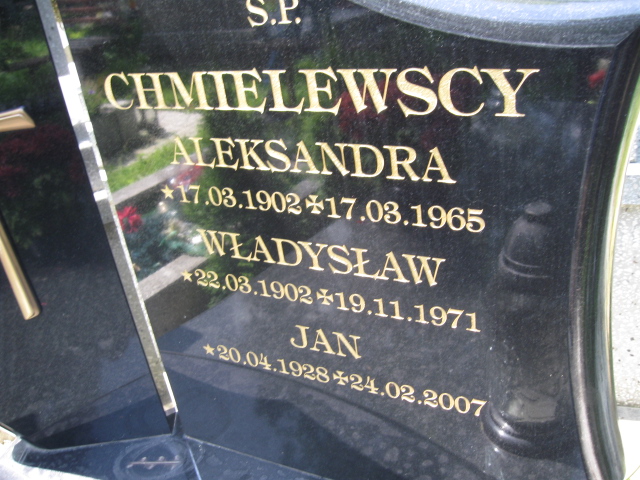 S.P.
CHMIELEWSCY
ALEKSANDRA
★17.03.1902✠17.03.1965
WŁADYSŁAW
★22.03.1902✠19.11.1971
JAN
★20.04.1928✠24.02.2007